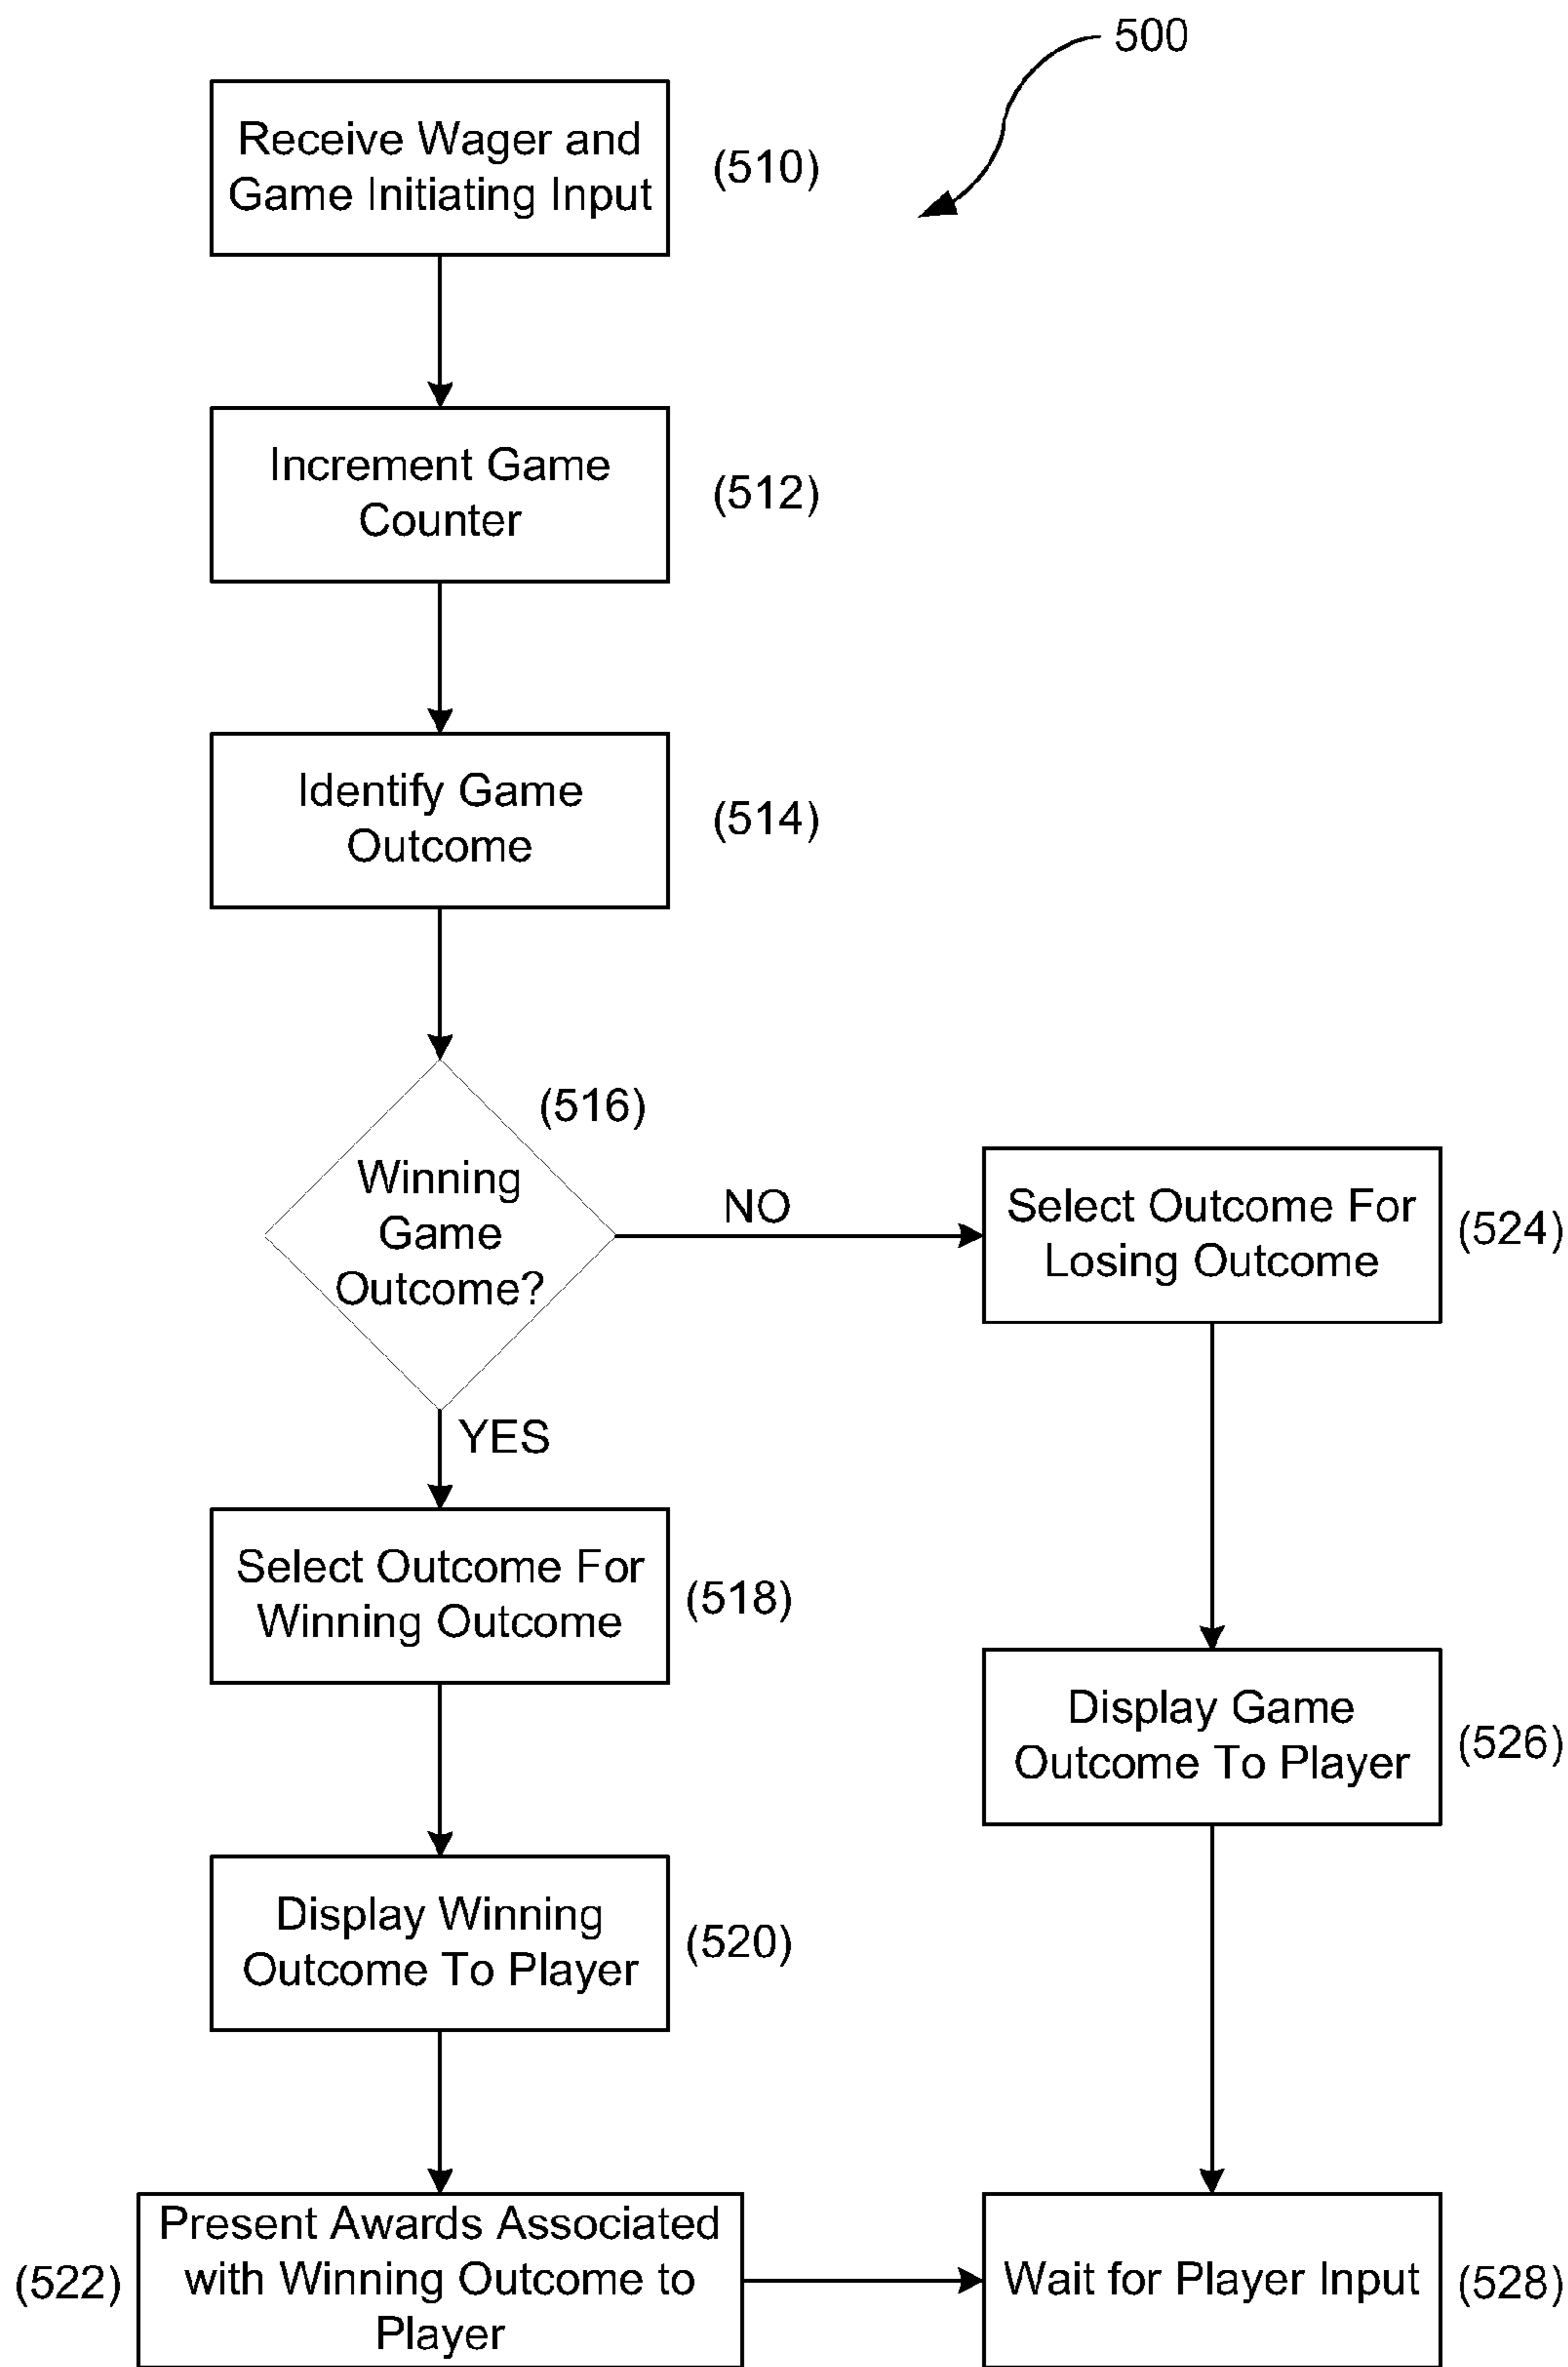 500
Receive Wager and
Game Initiating Input
(510)
Increment Game
Counter
(512)
Identify Game
Outcome
(514)
(516)
Winning
Game
Outcome?
NO
YES
Select Outcome For
Losing Outcome
(524)
Select Outcome For
Winning Outcome
(518)
Display Game
Outcome To Player
(526)
Display Winning
Outcome To Player
(520)
(522)
Present Awards Associated
with Winning Outcome to
Player
Wait for Player Input
(528)